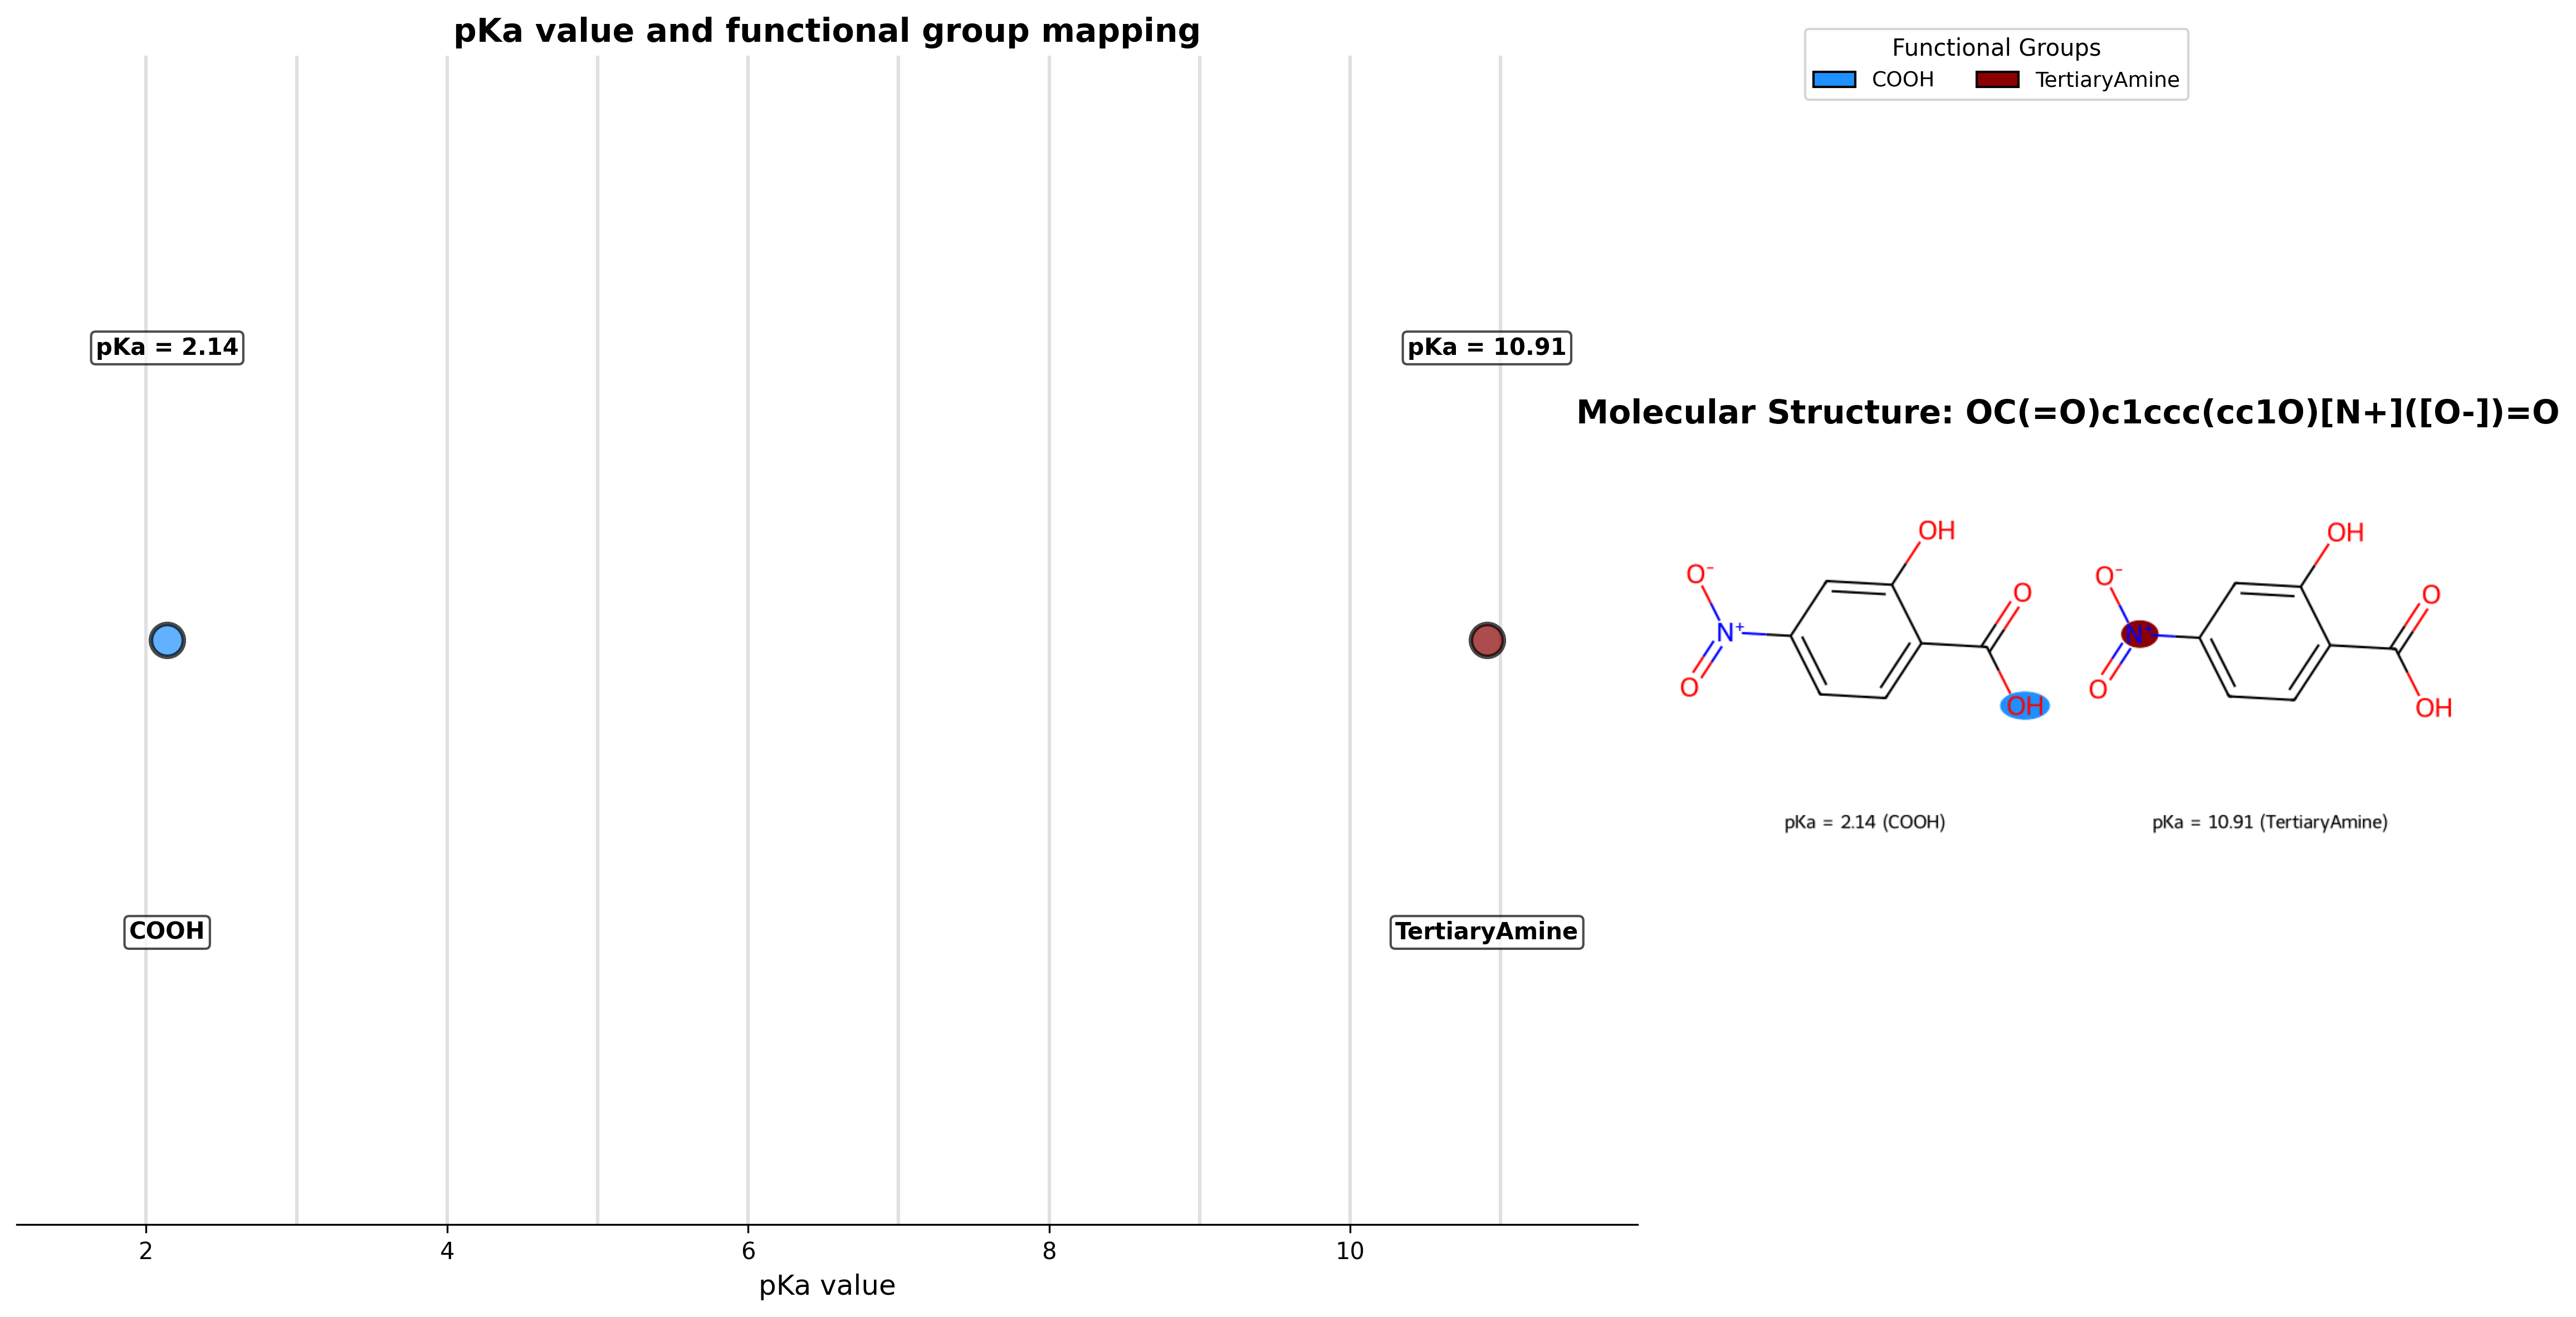 pKa value and functional group mapping
pKa = 2.14
pKa = 10.91
COOH
TertiaryAmine
2 4 6 8 10
pKa value
Functional Groups
COOH TertiaryAmine
Molecular Structure: OC(=O)c1ccc(cc1O)[N+]([O-])=O
OH
O⁻
O
N⁺
O
OH
OH
O⁻
O
N⁺
O
OH
pKa = 2.14 (COOH)
pKa = 10.91 (TertiaryAmine)